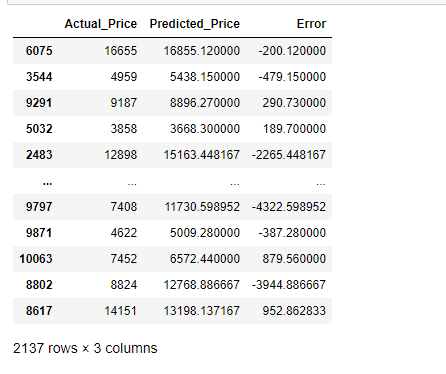 Actual_Price Predicted_Price Error
6075 16655 16855.120000 -200.120000
3544 4959 5438.150000 -479.150000
9291 9187 8896.270000 290.730000
5032 3858 3668.300000 189.700000
2483 12898 15163.448167 -2265.448167
... ... ... ...
9797 7408 11730.598952 -4322.598952
9871 4622 5009.280000 -387.280000
10063 7452 6572.440000 879.560000
8802 8824 12768.886667 -3944.886667
8617 14151 13198.137167 952.862833
2137 rows × 3 columns